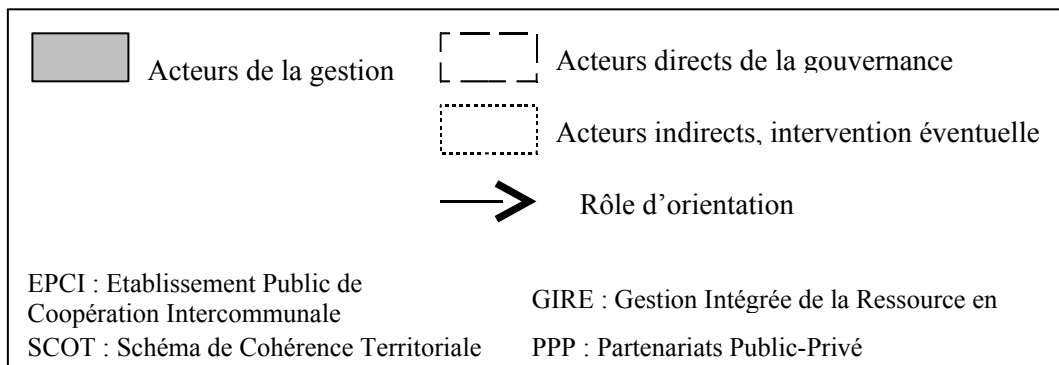 Acteurs de la gestion
Acteurs directs de la gouvernance
Acteurs indirects, intervention éventuelle
Rôle d'orientation
EPCI : Etablissement Public de
Coopération Intercommunale
GIRE : Gestion Intégrée de la Ressource en
SCOT : Schéma de Cohérence Territoriale
PPP : Partenariats Public-Privé